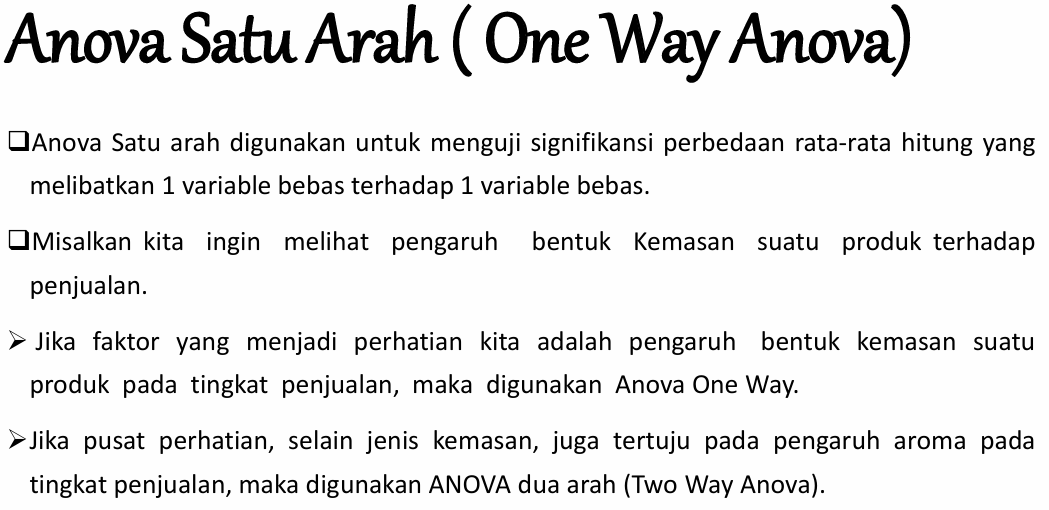 Anova Satu Arah ( One Way Anova)
❑Anova Satu arah digunakan untuk menguji signifikansi perbedaan rata-rata hitung yang
melibatkan 1 variable bebas terhadap 1 variable bebas.
❑Misalkan kita ingin melihat pengaruh bentuk Kemasan suatu produk terhadap
penjualan.
➢ Jika faktor yang menjadi perhatian kita adalah pengaruh bentuk kemasan suatu
produk pada tingkat penjualan, maka digunakan Anova One Way.
➢Jika pusat perhatian, selain jenis kemasan, juga tertuju pada pengaruh aroma pada
tingkat penjualan, maka digunakan ANOVA dua arah (Two Way Anova).